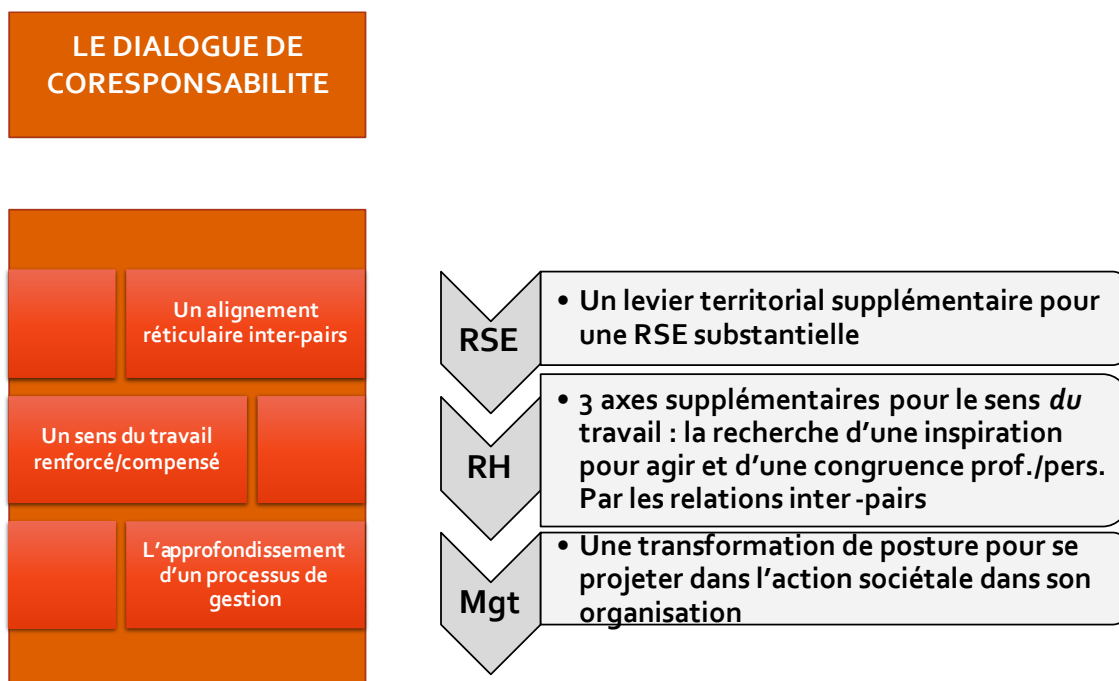 LE DIALOGUE DE
CORESPONSABILITE
Un alignement
réticulaire inter-pairs
Un sens du travail
renforcé/compensé
L'approfondissement
d'un processus de
gestion
RSE
• Un levier territorial supplémentaire pour
une RSE substantielle
RH
• 3 axes supplémentaires pour le sens du
travail : la recherche d'une inspiration
pour agir et d'une congruence prof./pers.
Par les relations inter -pairs
Mgt
• Une transformation de posture pour se
projeter dans l'action sociétale dans son
organisation